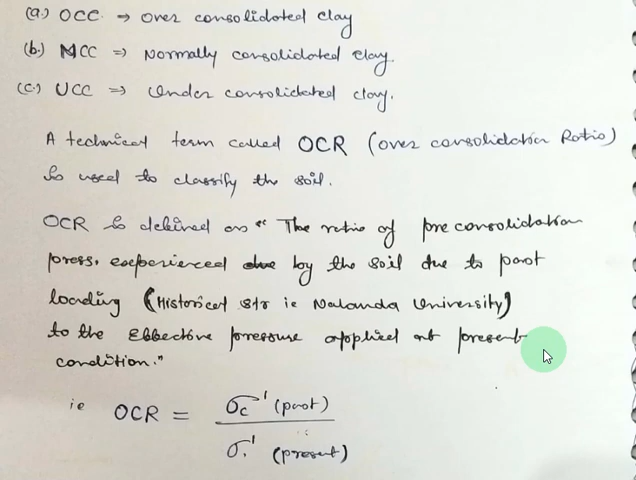 (a.) OCC => over consolidated clay
(b.) NCC => Normally consolidated clay.
(c.) UCC => Under consolidated clay.
A technical term called OCR (over consolidation Ratio)
is used to classify the soil.
OCR is defined as "The ratio of preconsolidation
press. experienced by the soil due to past
loading (Historical str ie Nalanda University)
to the Effective pressure applied at present
condition."
ie OCR = σc' (past)
σ' (present)